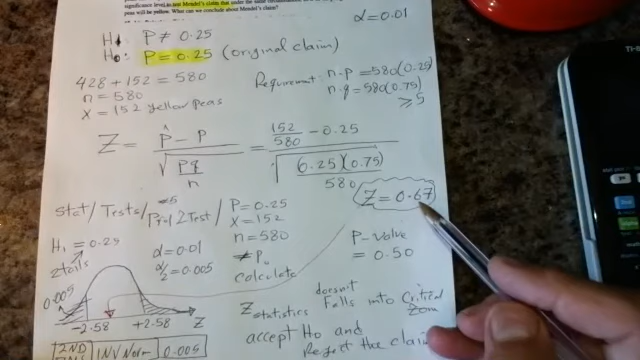 significance level) to test Mendel's claim that under the same circumstances
peas will be yellow. What can we conclude about Mendel's claim?
α=0.01
H₁: P ≠ 0.25
H₀: P = 0.25 (original claim)
428 + 152 = 580
n = 580
x = 152 yellow peas
Requirement: n·p = 580(0.25)
n·q = 580(0.75)
≥ 5
Z = (p̂ − P) / √(pq/n) = (152/580 − 0.25) / √((0.25)(0.75)/580)
Z = 0.67
Stat/Tests/
P=0.25
x=152
n=580
≠P₀
calculate
H₁ = 0.25
2tails
α=0.01
α/2=0.005
P-value
= 0.50
0.005
−2.58 +2.58 Z
Z statistics doesn't
Falls into Critical
Zone
accept H₀ and
Reject the claim
2ND INV Norm 0.005